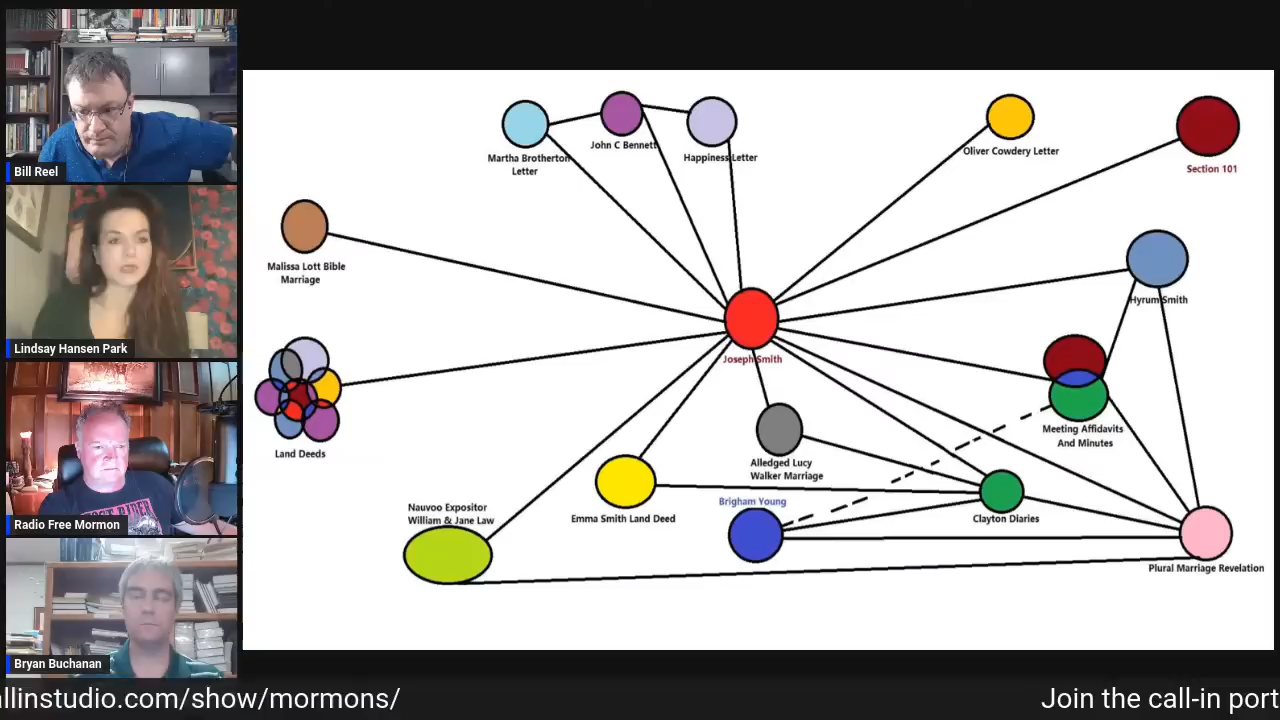 Bill Reel
Lindsay Hansen Park
Radio Free Mormon
Bryan Buchanan
Martha Brotherton
Letter
John C Bennett
Happiness Letter
Oliver Cowdery Letter
Section 101
Malissa Lott Bible
Marriage
Hyrum Smith
Joseph Smith
Land Deeds
Meeting Affidavits
And Minutes
Alledged Lucy
Walker Marriage
Nauvoo Expositor
William & Jane Law
Emma Smith Land Deed
Brigham Young
Clayton Diaries
Plural Marriage Revelation
allinstudio.com/show/mormons/
Join the call-in port